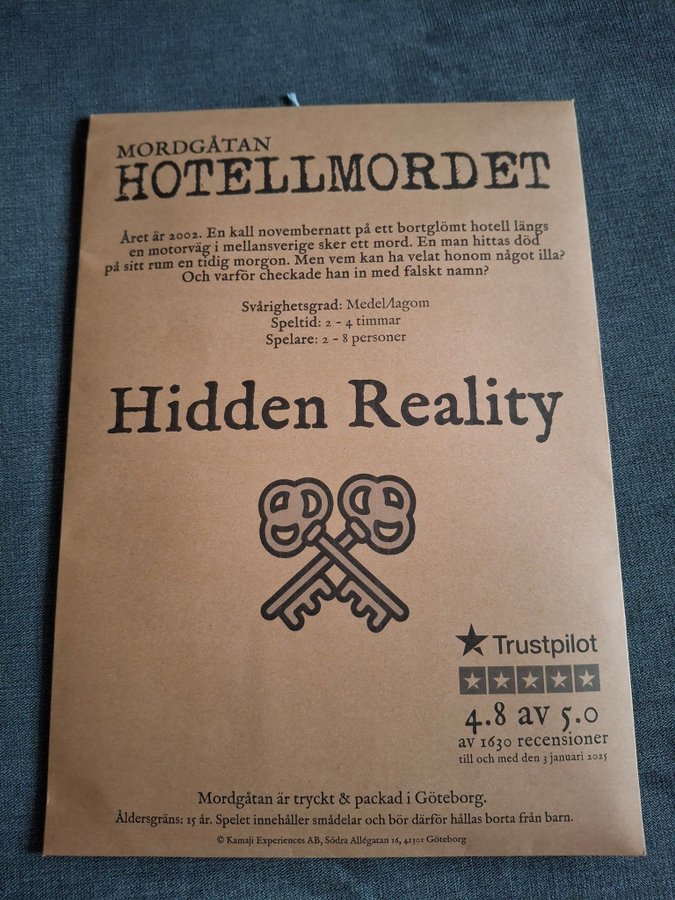 MORDGÅTAN
HOTELLMORDET
Året är 2002. En kall novembernatt på ett bortglömt hotell längs
en motorväg i mellansverige sker ett mord. En man hittas död
på sitt rum en tidig morgon. Men vem kan ha velat honom något illa?
Och varför checkade han in med falskt namn?
Svårighetsgrad: Medel/lagom
Speltid: 2 - 4 timmar
Spelare: 2 - 8 personer
Hidden Reality
Trustpilot
4.8 av 5.0
av 1630 recensioner
till och med den 3 januari 2025
Mordgåtan är tryckt & packad i Göteborg.
Åldersgräns: 15 år. Spelet innehåller smådelar och bör därför hållas borta från barn.
© Kamaji Experiences AB, Södra Allégatan 16, 41301 Göteborg